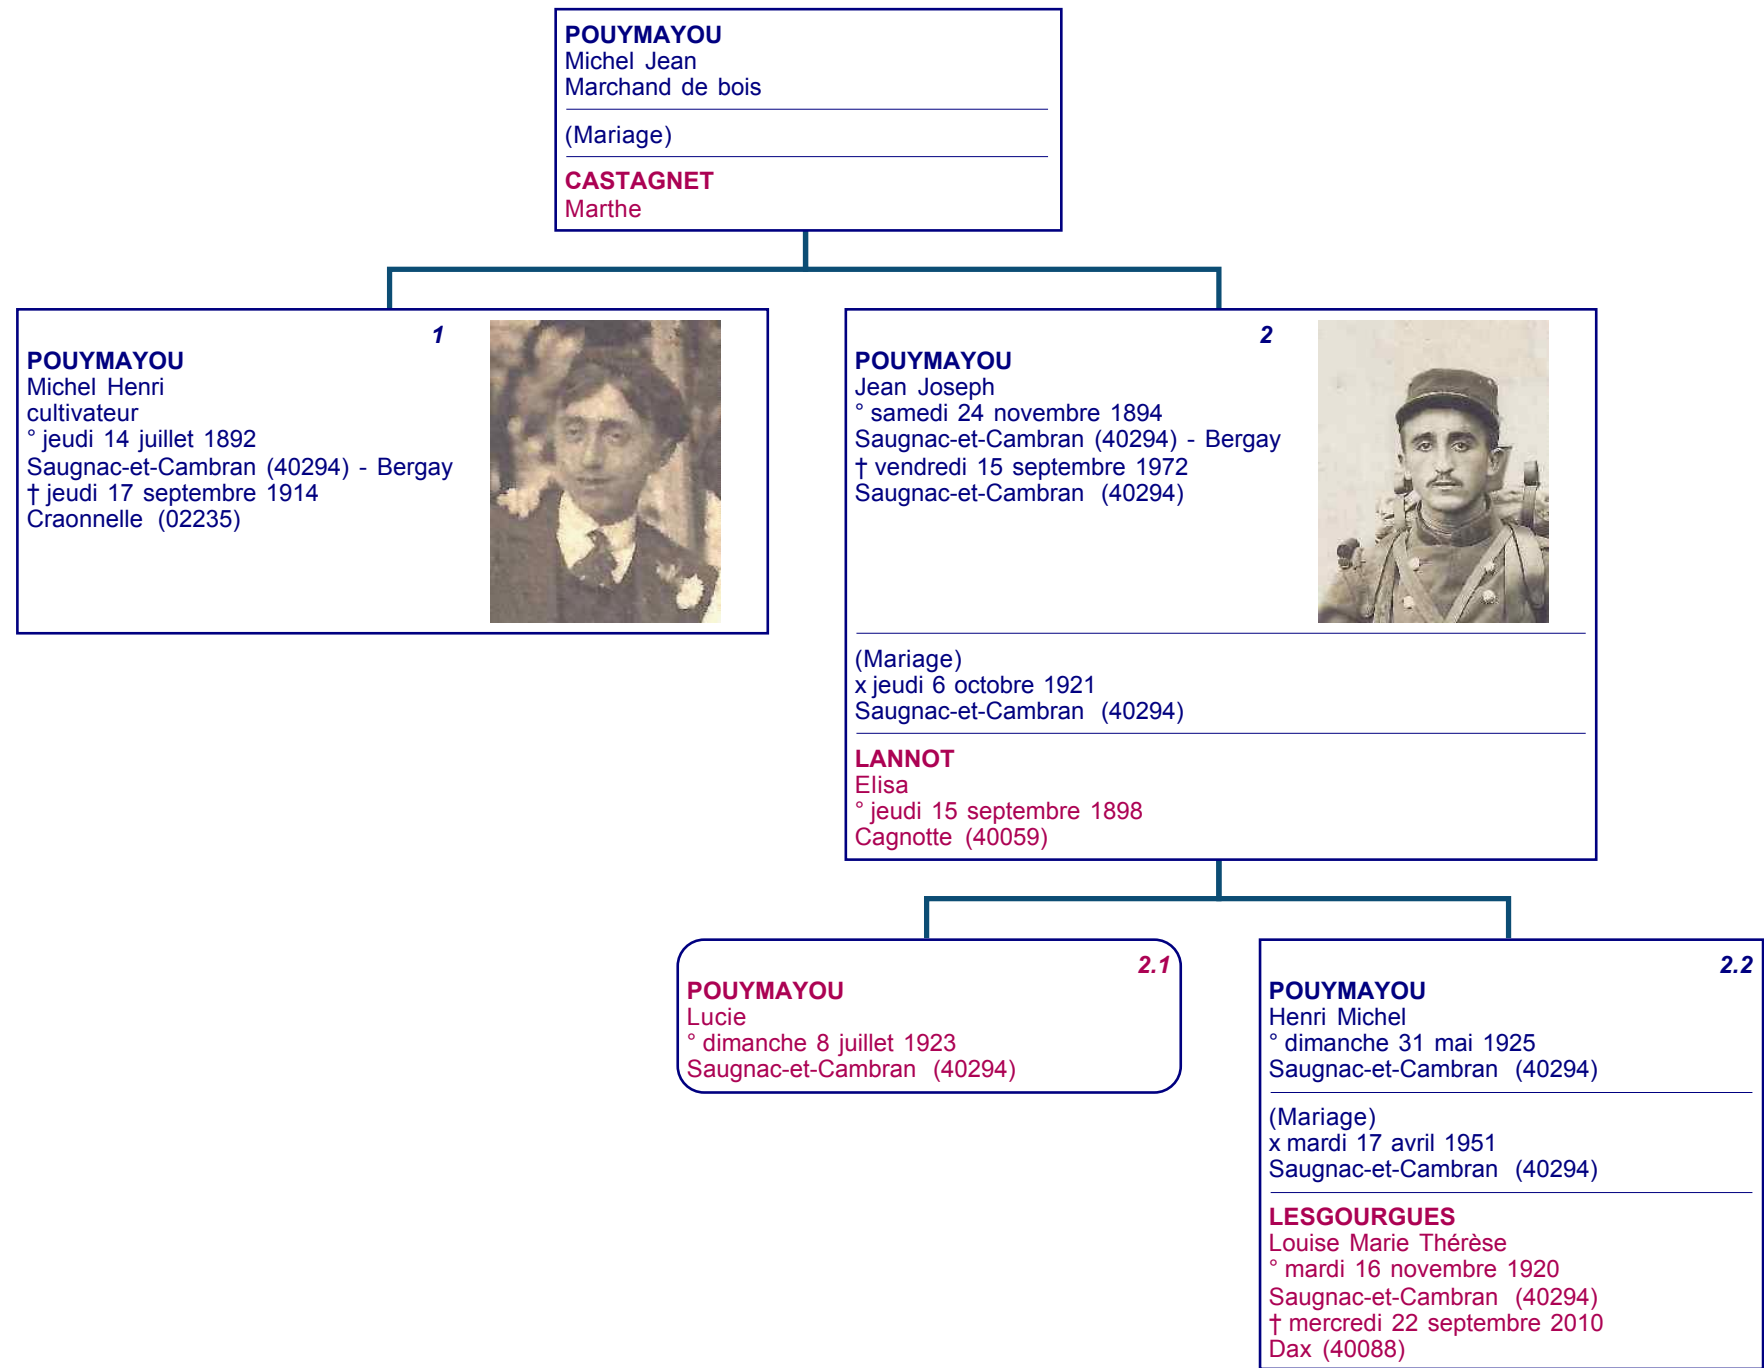 POUYMAYOU
Michel Jean
Marchand de bois
(Mariage)
CASTAGNET
Marthe
1
POUYMAYOU
Michel Henri
cultivateur
° jeudi 14 juillet 1892
Saugnac-et-Cambran (40294) - Bergay
† jeudi 17 septembre 1914
Craonnelle (02235)
2
POUYMAYOU
Jean Joseph
° samedi 24 novembre 1894
Saugnac-et-Cambran (40294) - Bergay
† vendredi 15 septembre 1972
Saugnac-et-Cambran (40294)
(Mariage)
x jeudi 6 octobre 1921
Saugnac-et-Cambran (40294)
LANNOT
Elisa
° jeudi 15 septembre 1898
Cagnotte (40059)
2.1
POUYMAYOU
Lucie
° dimanche 8 juillet 1923
Saugnac-et-Cambran (40294)
2.2
POUYMAYOU
Henri Michel
° dimanche 31 mai 1925
Saugnac-et-Cambran (40294)
(Mariage)
x mardi 17 avril 1951
Saugnac-et-Cambran (40294)
LESGOURGUES
Louise Marie Thérèse
° mardi 16 novembre 1920
Saugnac-et-Cambran (40294)
† mercredi 22 septembre 2010
Dax (40088)